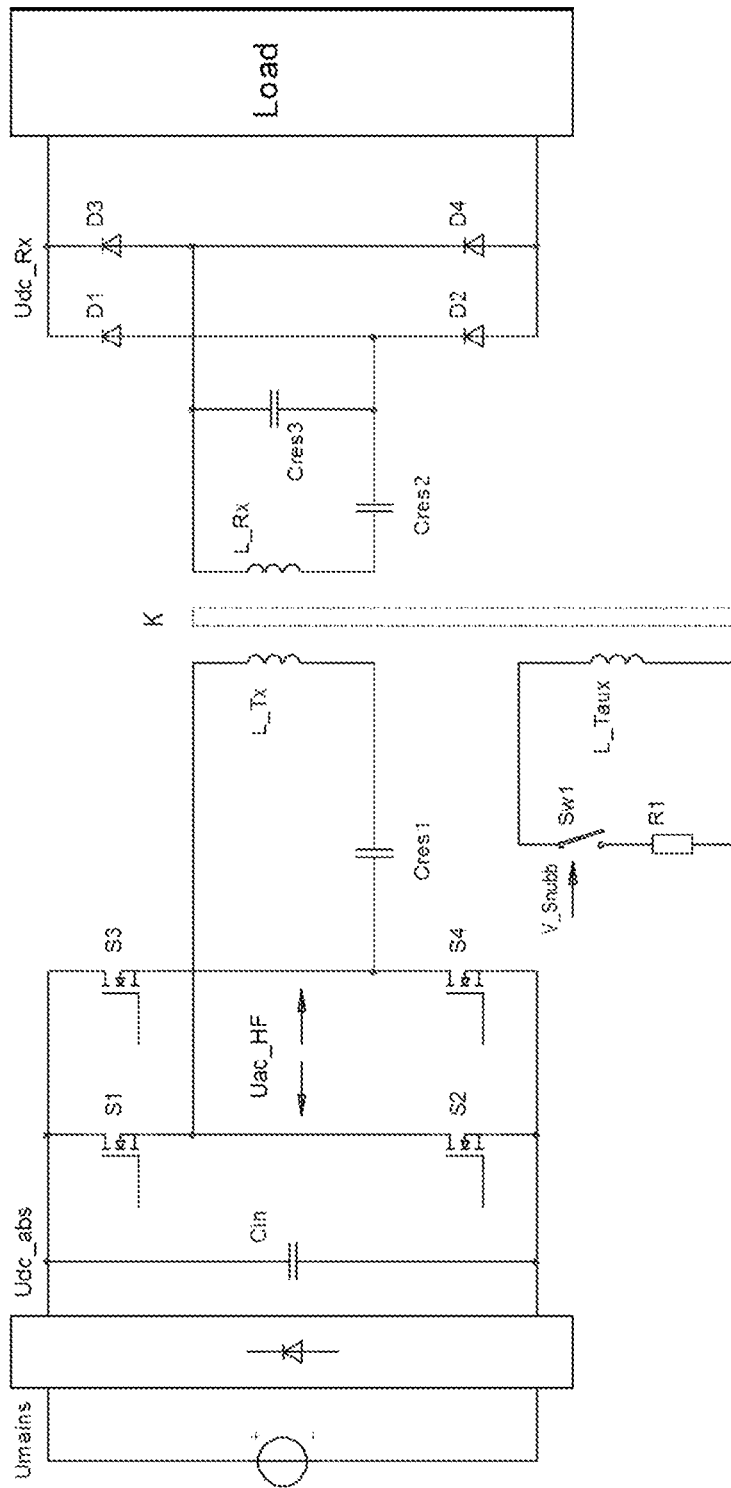 Umains
Udc_abs
Cin
S1
S2
Uac_HF
S3
S4
Cres1
L_Tx
K
V_Snubb
Sw1
R1
L_Taux
L_Rx
Cres2
Cres3
Udc_Rx
D1
D2
D3
D4
Load